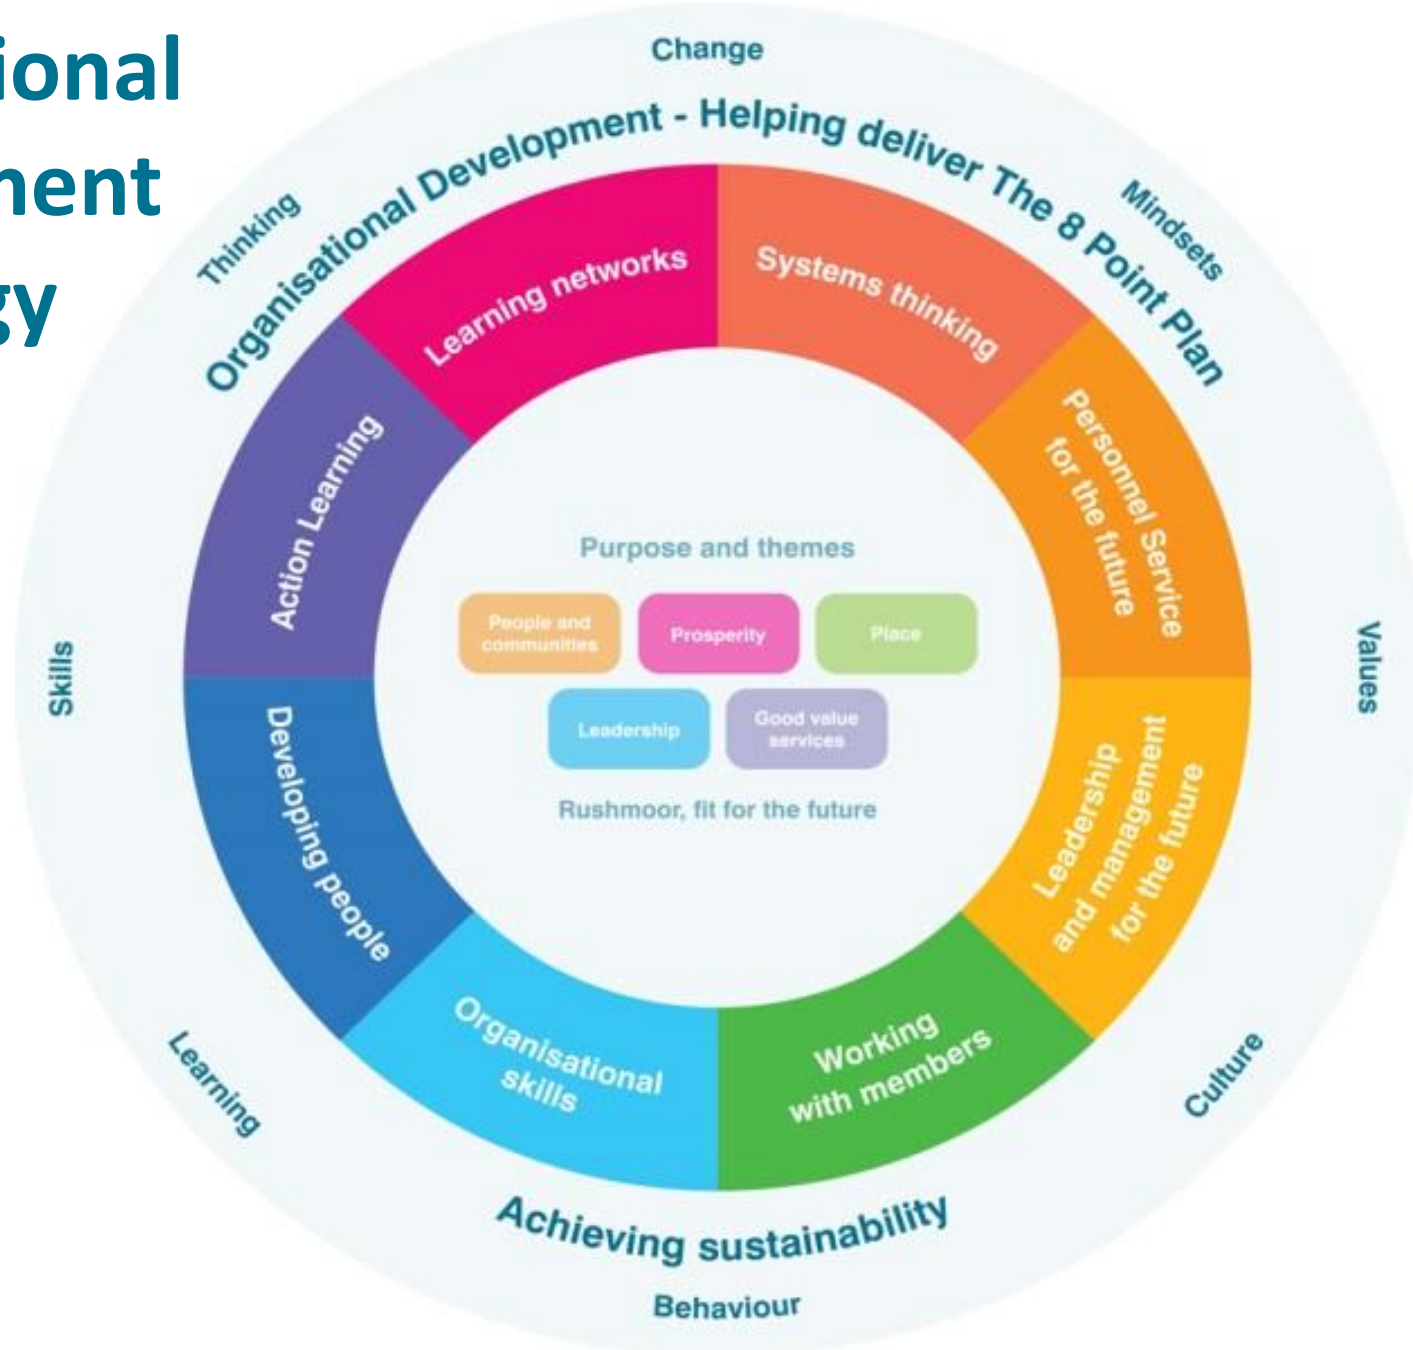 ional
ment
gy
Change
Mindsets
Values
Culture
Behaviour
Learning
Skills
Thinking
Organisational Development - Helping deliver The 8 Point Plan
Systems thinking
Personnel Service
for the future
Leadership
and management
for the future
Working
with members
Organisational
skills
Developing people
Action Learning
Learning networks
Purpose and themes
People and
communities
Prosperity
Place
Leadership
Good value
services
Rushmoor, fit for the future
Achieving sustainability